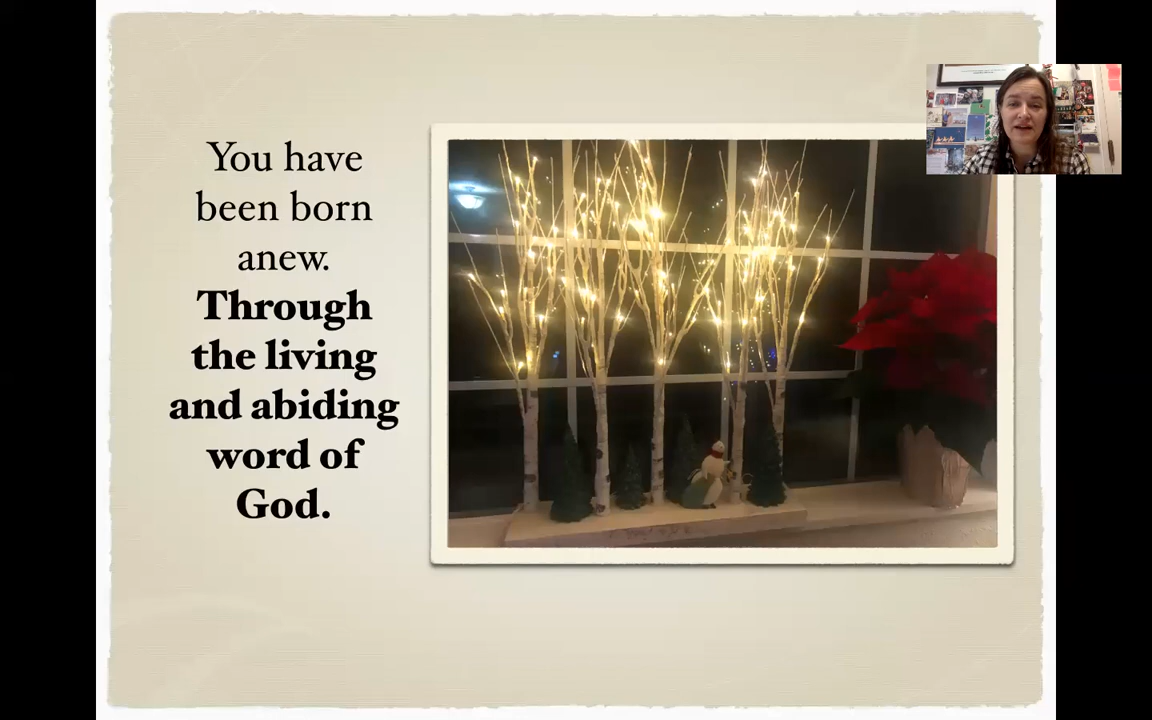 You have
been born
anew.
Through
the living
and abiding
word of
God.